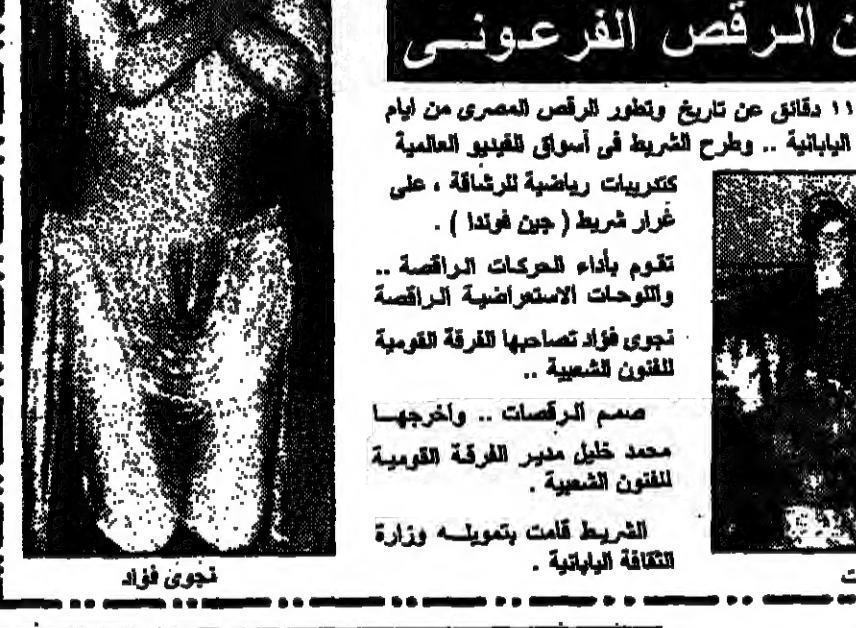 ن الرقص الفرعونى
١١ دقائق عن تاريخ وتطور الرقص المصرى من ايام
اليابانية .. وطرح الشريط فى أسواق الفيديو العالمية
كتدريبات رياضية للرشاقة ، على
غرار شريط ( جين فوندا ) .
تقوم بأداء الحركات الراقصة ..
واللوحات الاستعراضية الراقصة
نجوى فؤاد تصاحبها الفرقة القومية
للفنون الشعبية ..
صمم الرقصات .. واخرجها
محمد خليل مدير الفرقة القومية
للفنون الشعبية .
الشريط قامت بتمويله وزارة
الثقافة اليابانية .
نجوى فؤاد
ت